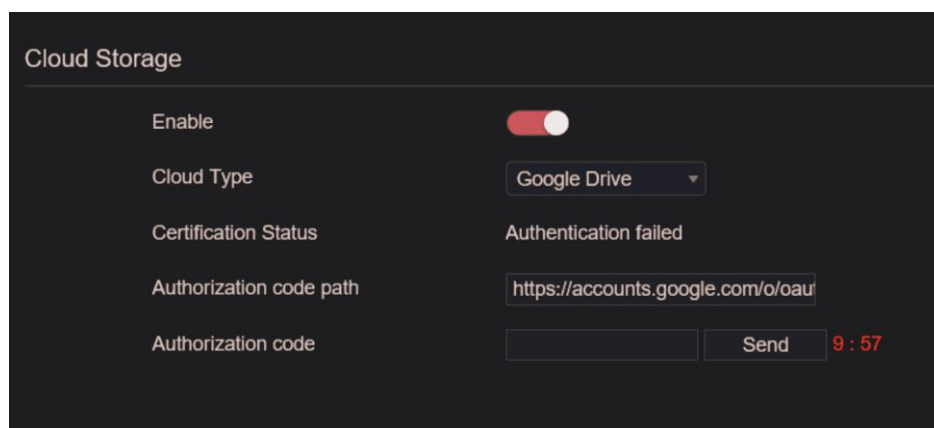 Cloud Storage
Enable
Cloud Type Google Drive
Certification Status Authentication failed
Authorization code path https://accounts.google.com/o/oau
Authorization code Send 9 : 57